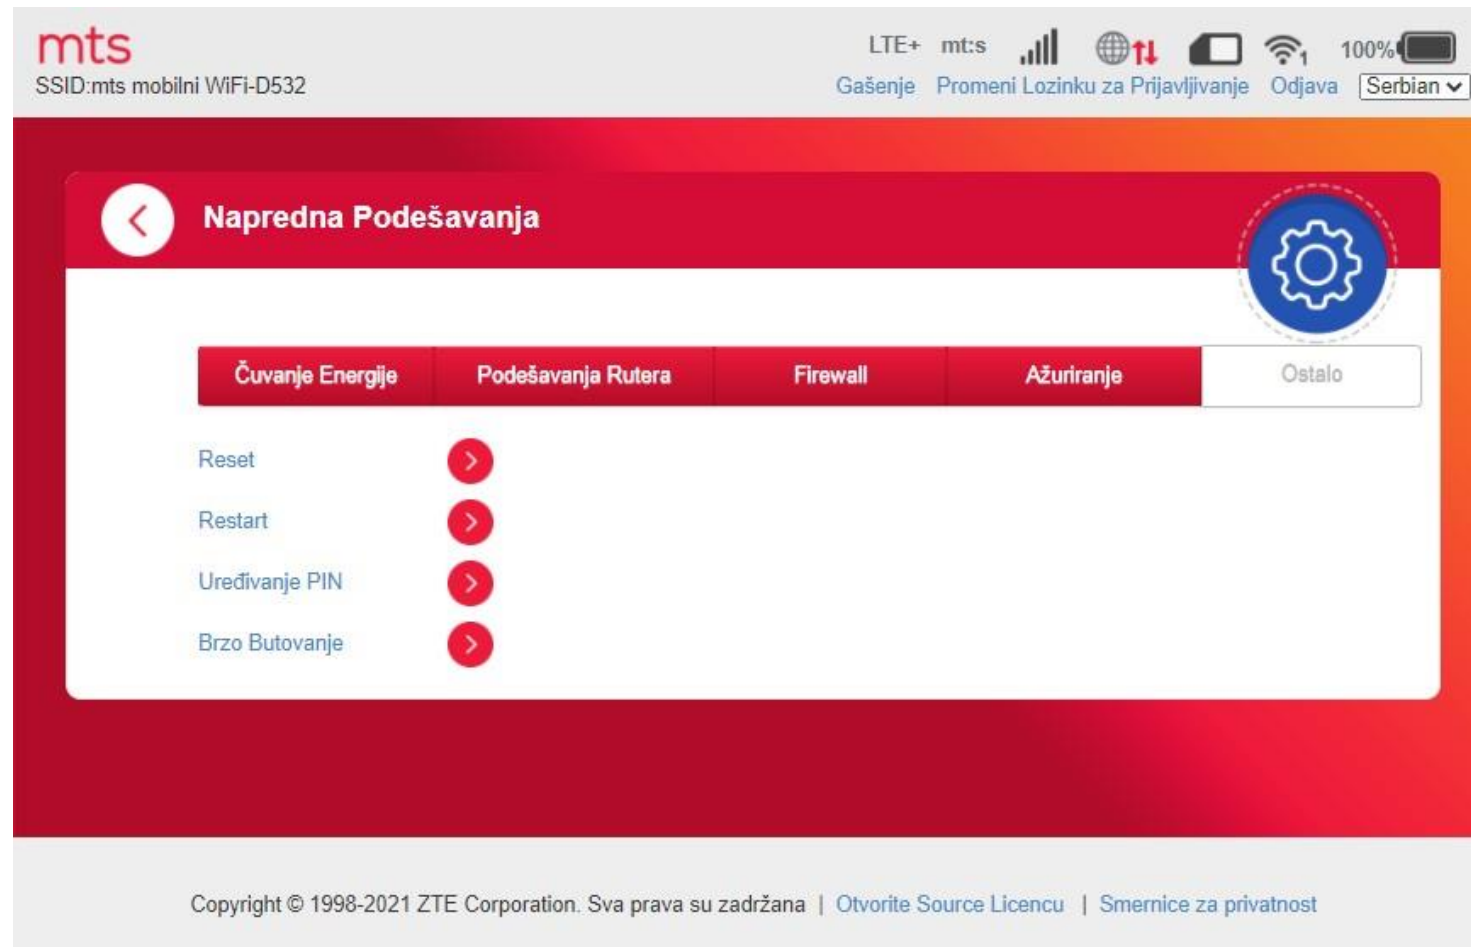 mts
LTE+ mt:s 1 100%
SSID:mts mobilni WiFi-D532
Gašenje Promeni Lozinku za Prijavljivanje Odjava Serbian
Napredna Podešavanja
Čuvanje Energije Podešavanja Rutera Firewall Ažuriranje Ostalo
Reset
Restart
Uređivanje PIN
Brzo Butovanje
Copyright © 1998-2021 ZTE Corporation. Sva prava su zadržana | Otvorite Source Licencu | Smernice za privatnost